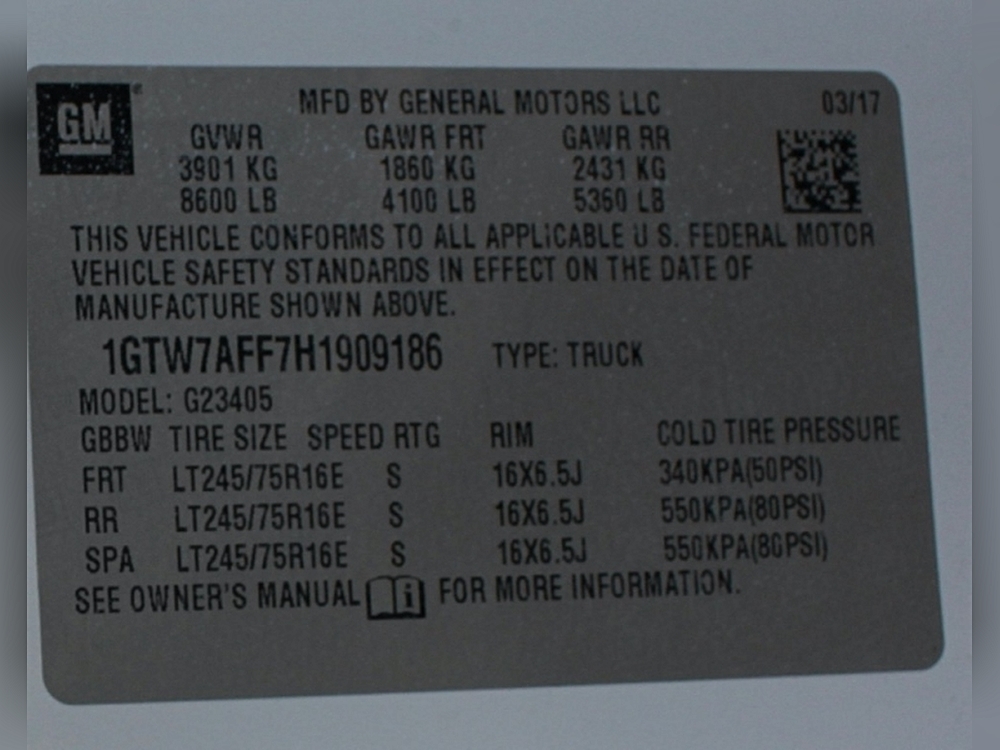 GM MFD BY GENERAL MOTORS LLC 03/17
GVWR GAWR FRT GAWR RR
3901 KG 1860 KG 2431 KG
8600 LB 4100 LB 5360 LB
THIS VEHICLE CONFORMS TO ALL APPLICABLE U S. FEDERAL MOTOR
VEHICLE SAFETY STANDARDS IN EFFECT ON THE DATE OF
MANUFACTURE SHOWN ABOVE.
1GTW7AFF7H1909186 TYPE: TRUCK
MODEL: G23405
GBBW TIRE SIZE SPEED RTG RIM COLD TIRE PRESSURE
FRT LT245/75R16E S 16X6.5J 340KPA(50PSI)
RR LT245/75R16E S 16X6.5J 550KPA(80PSI)
SPA LT245/75R16E S 16X6.5J 550KPA(80PSI)
SEE OWNER'S MANUAL i FOR MORE INFORMATION.